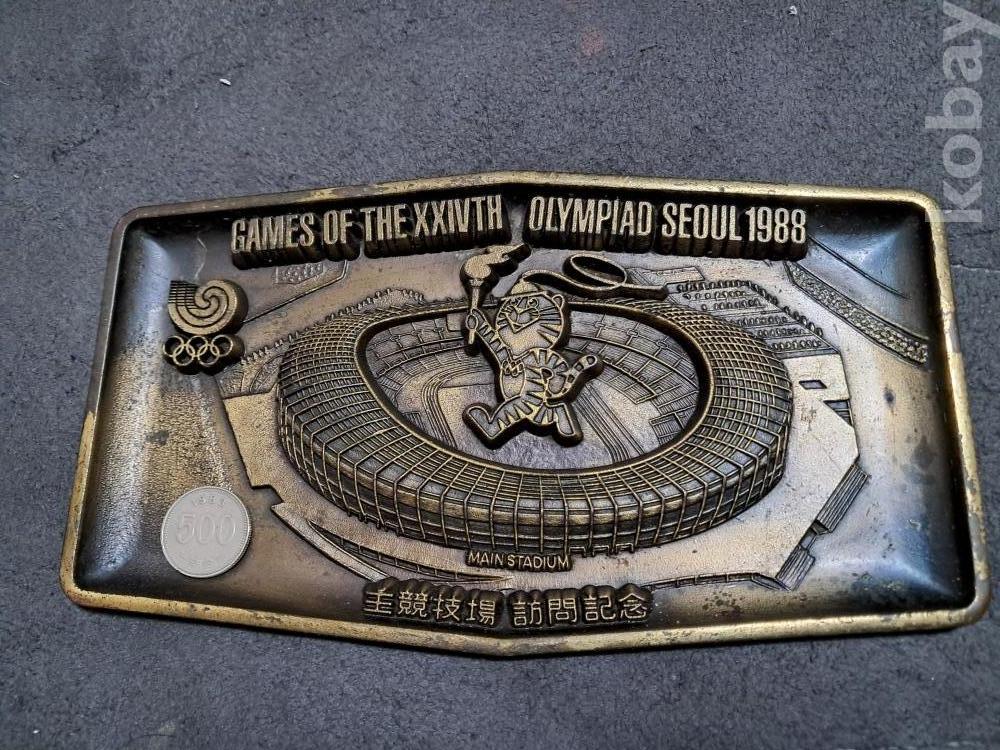 GAMES OF THE XXIVTH OLYMPIAD SEOUL 1988
500
MAIN STADIUM
主競技場 訪問記念
kobay